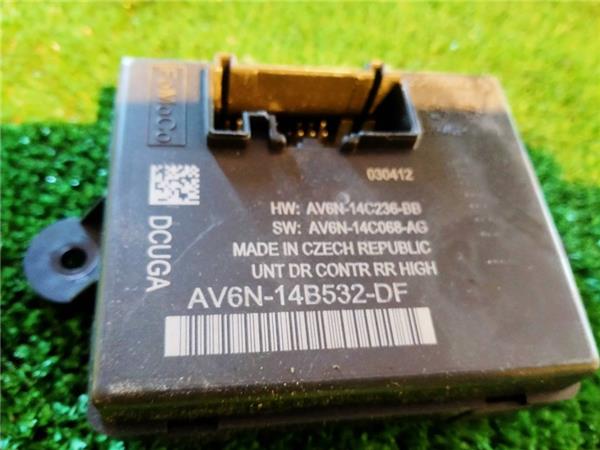 FoMoCo
030412
HW: AV6N-14C236-BB
SW: AV6N-14C068-AG
MADE IN CZECH REPUBLIC
UNT DR CONTR RR HIGH
DCUGA
AV6N-14B532-DF